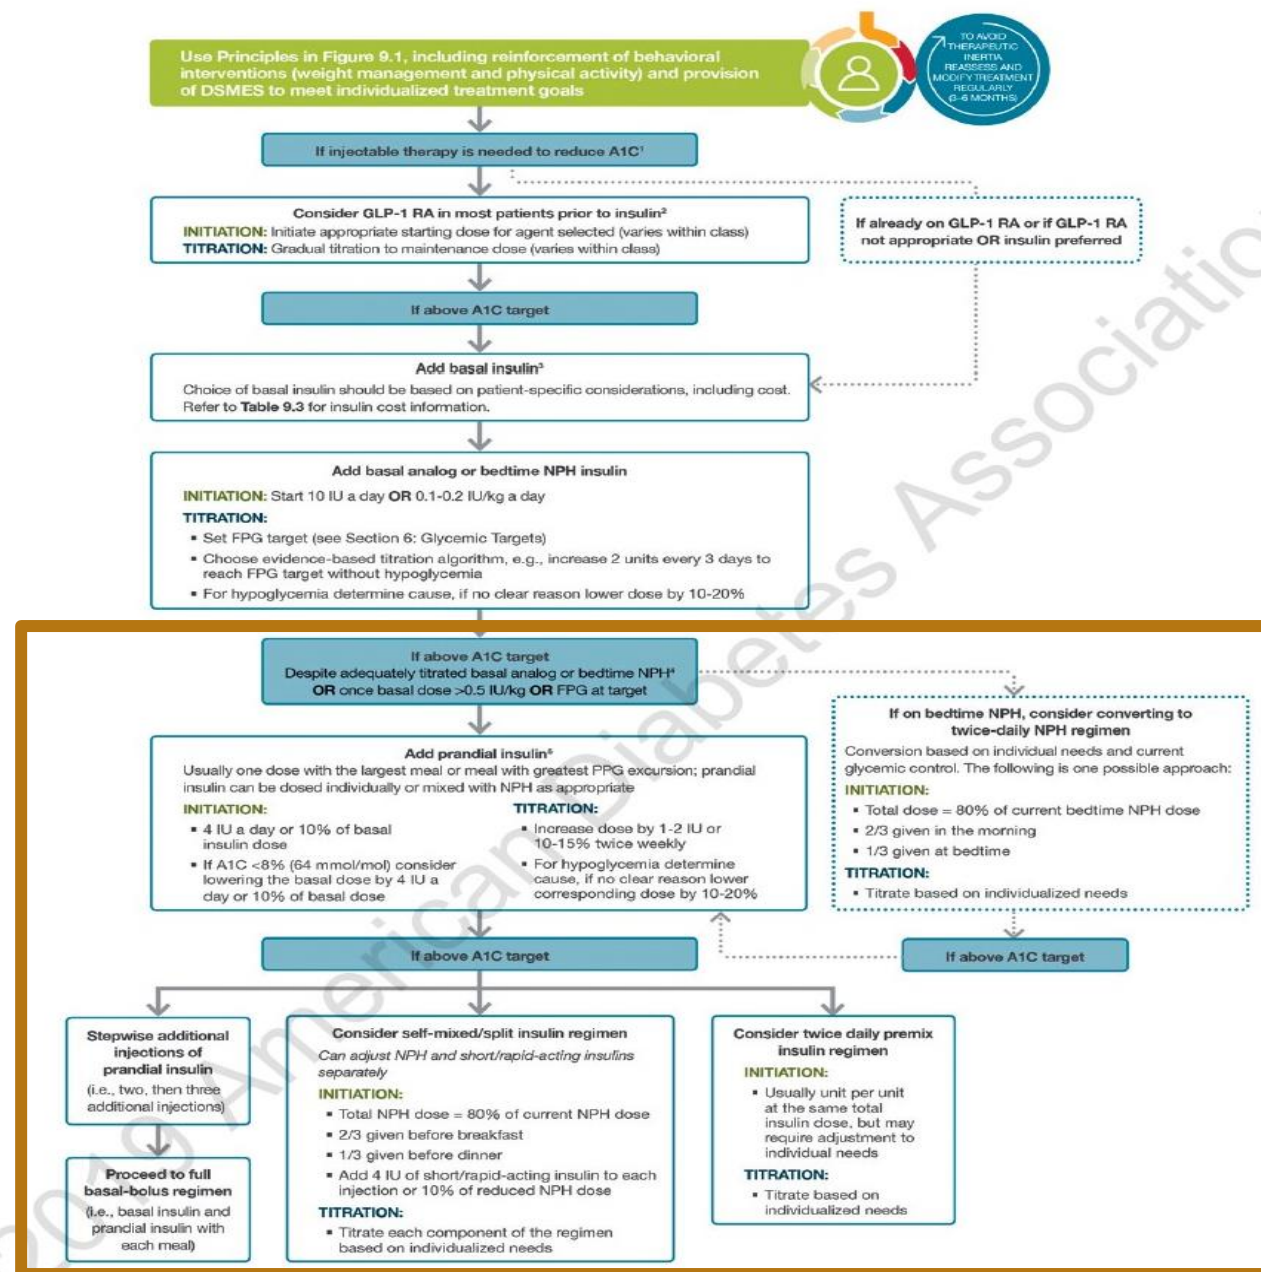 Use Principles in Figure 9.1, including reinforcement of behavioral
interventions (weight management and physical activity) and provision
of DSMES to meet individualized treatment goals
TO AVOID
THERAPEUTIC
INERTIA
REASSESS AND
MODIFY TREATMENT
REGULARLY
(3–6 MONTHS)
If injectable therapy is needed to reduce A1C¹
Consider GLP-1 RA in most patients prior to insulin²
INITIATION: Initiate appropriate starting dose for agent selected (varies within class)
TITRATION: Gradual titration to maintenance dose (varies within class)
If already on GLP-1 RA or if GLP-1 RA
not appropriate OR insulin preferred
If above A1C target
Add basal insulin³
Choice of basal insulin should be based on patient-specific considerations, including cost.
Refer to Table 9.3 for insulin cost information.
Add basal analog or bedtime NPH insulin
INITIATION: Start 10 IU a day OR 0.1-0.2 IU/kg a day
TITRATION:
▪ Set FPG target (see Section 6: Glycemic Targets)
▪ Choose evidence-based titration algorithm, e.g., increase 2 units every 3 days to
reach FPG target without hypoglycemia
▪ For hypoglycemia determine cause, if no clear reason lower dose by 10-20%
If above A1C target
Despite adequately titrated basal analog or bedtime NPH⁴
OR once basal dose >0.5 IU/kg OR FPG at target
If on bedtime NPH, consider converting to
twice-daily NPH regimen
Conversion based on individual needs and current
glycemic control. The following is one possible approach:
INITIATION:
▪ Total dose = 80% of current bedtime NPH dose
▪ 2/3 given in the morning
▪ 1/3 given at bedtime
TITRATION:
▪ Titrate based on individualized needs
Add prandial insulin⁵
Usually one dose with the largest meal or meal with greatest PPG excursion; prandial
insulin can be dosed individually or mixed with NPH as appropriate
INITIATION:
▪ 4 IU a day or 10% of basal
insulin dose
▪ If A1C <8% (64 mmol/mol) consider
lowering the basal dose by 4 IU a
day or 10% of basal dose
TITRATION:
▪ Increase dose by 1-2 IU or
10-15% twice weekly
▪ For hypoglycemia determine
cause, if no clear reason lower
corresponding dose by 10-20%
If above A1C target
If above A1C target
Stepwise additional
injections of
prandial insulin
(i.e., two, then three
additional injections)
Proceed to full
basal-bolus regimen
(i.e., basal insulin and
prandial insulin with
each meal)
Consider self-mixed/split insulin regimen
Can adjust NPH and short/rapid-acting insulins
separately
INITIATION:
▪ Total NPH dose = 80% of current NPH dose
▪ 2/3 given before breakfast
▪ 1/3 given before dinner
▪ Add 4 IU of short/rapid-acting insulin to each
injection or 10% of reduced NPH dose
TITRATION:
▪ Titrate each component of the regimen
based on individualized needs
Consider twice daily premix
insulin regimen
INITIATION:
▪ Usually unit per unit
at the same total
insulin dose, but may
require adjustment to
individual needs
TITRATION:
▪ Titrate based on
individualized needs
2019 American Diabetes Association